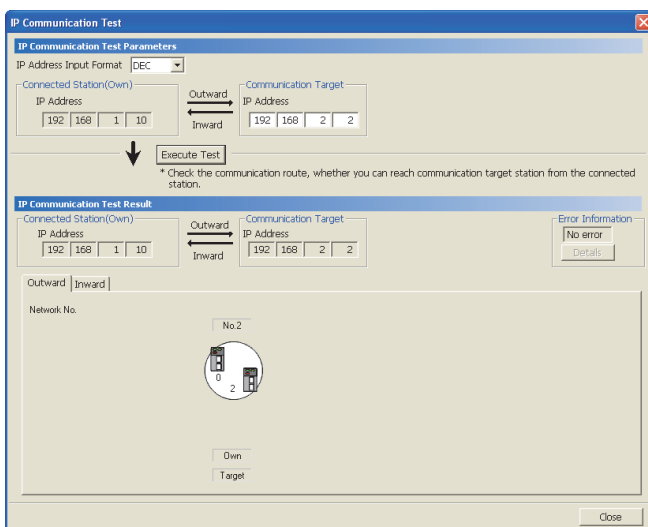 IP Communication Test
IP Communication Test Parameters
IP Address Input Format DEC
Connected Station(Own) Outward Communication Target
IP Address IP Address
192 168 1 10 Inward 192 168 2 2
Execute Test
* Check the communication route, whether you can reach communication target station from the connected
station.
IP Communication Test Result
Connected Station(Own) Outward Communication Target Error Information
IP Address IP Address No error
192 168 1 10 Inward 192 168 2 2 Details
Outward Inward
Network No.
No.2
0
2
Own
Target
Close